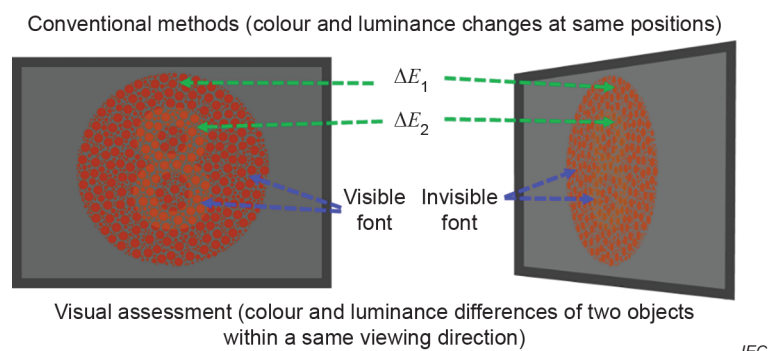 Conventional methods (colour and luminance changes at same positions)
ΔE1
ΔE2
Visible font
Invisible font
Visual assessment (colour and luminance differences of two objects
within a same viewing direction)
IEC